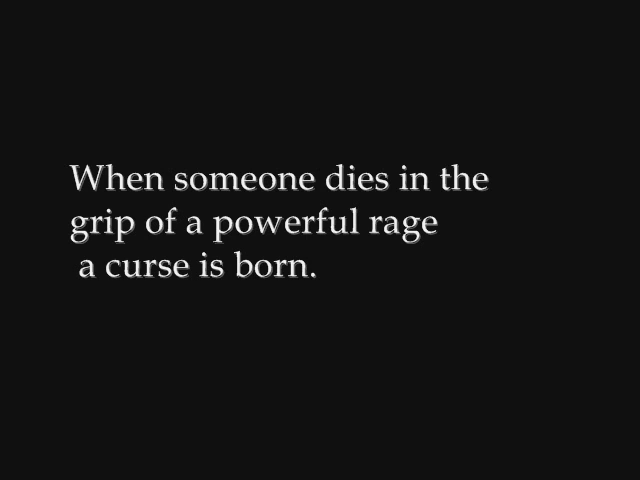 When someone dies in the
grip of a powerful rage
a curse is born.